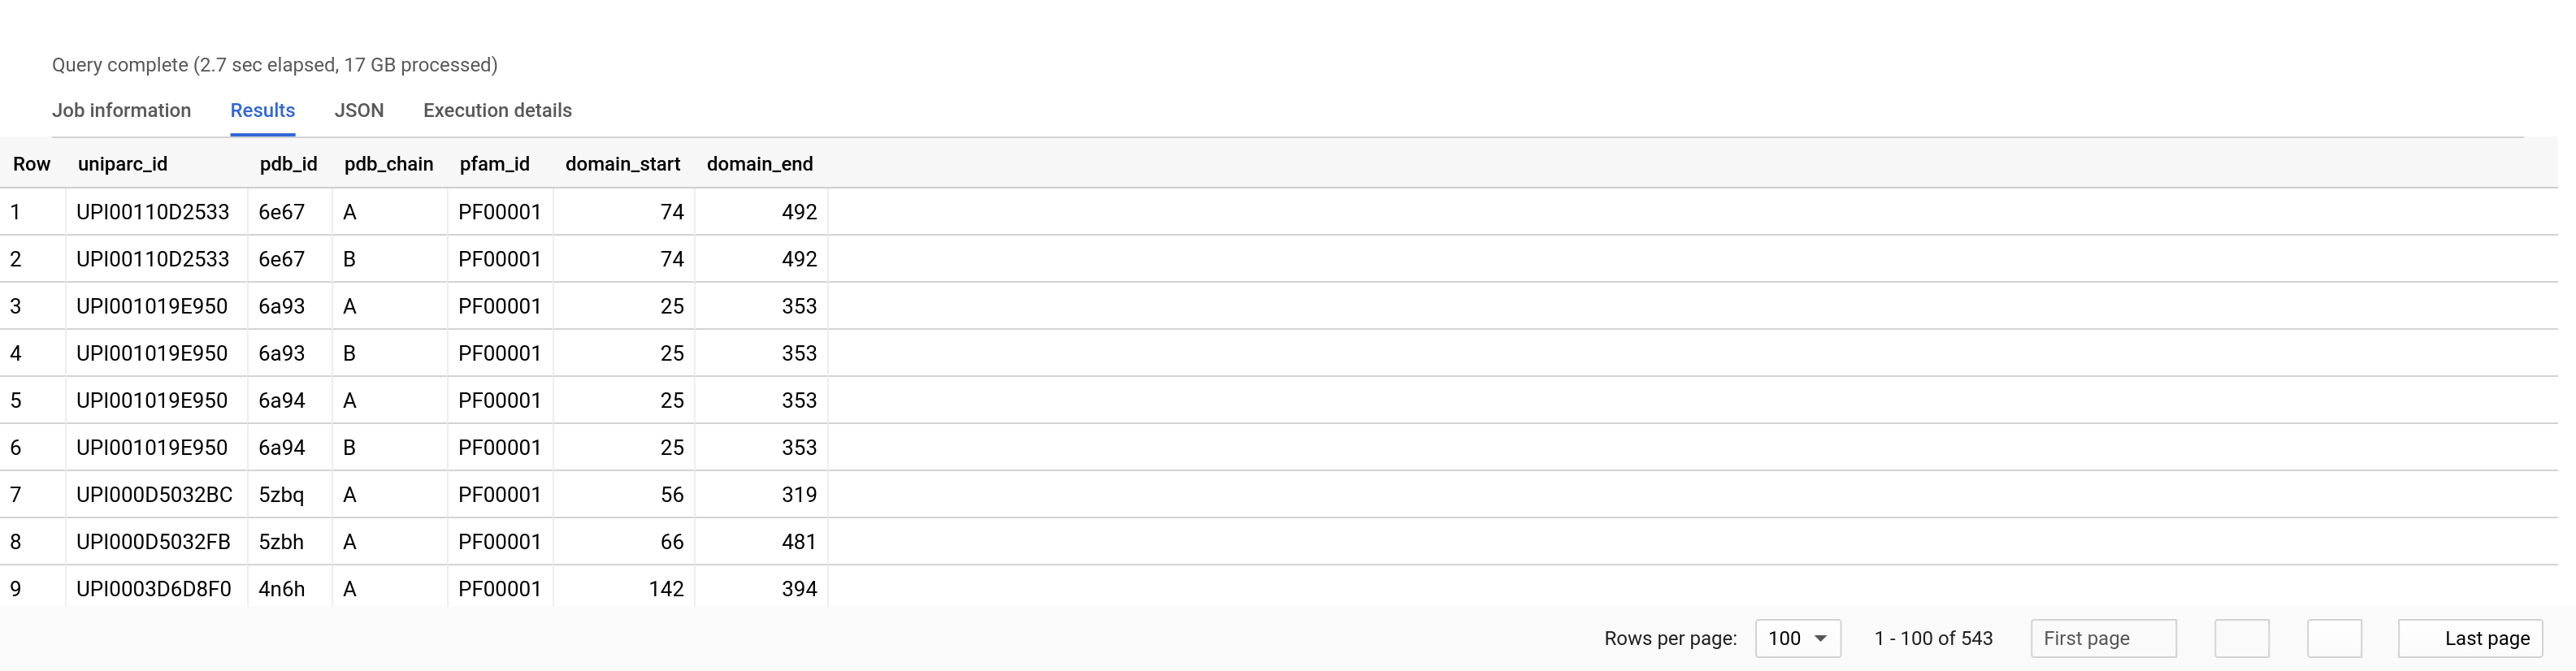 Query complete (2.7 sec elapsed, 17 GB processed)
Job information Results JSON Execution details
Row uniparc_id pdb_id pdb_chain pfam_id domain_start domain_end
1 UPI00110D2533 6e67 A PF00001 74 492
2 UPI00110D2533 6e67 B PF00001 74 492
3 UPI001019E950 6a93 A PF00001 25 353
4 UPI001019E950 6a93 B PF00001 25 353
5 UPI001019E950 6a94 A PF00001 25 353
6 UPI001019E950 6a94 B PF00001 25 353
7 UPI000D5032BC 5zbq A PF00001 56 319
8 UPI000D5032FB 5zbh A PF00001 66 481
9 UPI0003D6D8F0 4n6h A PF00001 142 394
Rows per page: 100 1 - 100 of 543 First page Last page